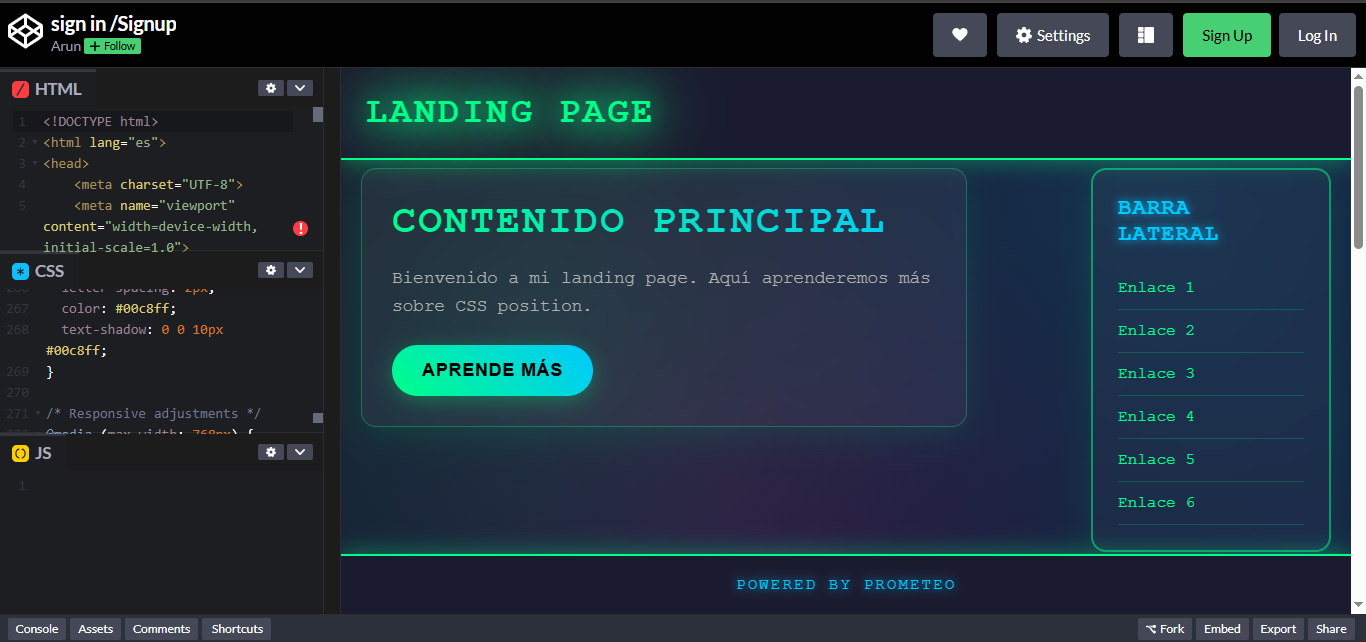 sign in /Signup
Arun + Follow
Settings
Sign Up
Log In
HTML
1 <!DOCTYPE html>
2 <html lang="es">
3 <head>
4 <meta charset="UTF-8">
5 <meta name="viewport"
content="width=device-width,
initial-scale=1.0">
CSS
letter-spacing: 2px;
267 color: #00c8ff;
268 text-shadow: 0 0 10px
#00c8ff;
269 }
270
271 /* Responsive adjustments */
@media (max-width: 768px) {
JS
1
LANDING PAGE
CONTENIDO PRINCIPAL
Bienvenido a mi landing page. Aquí aprenderemos más
sobre CSS position.
APRENDE MÁS
BARRA
LATERAL
Enlace 1
Enlace 2
Enlace 3
Enlace 4
Enlace 5
Enlace 6
POWERED BY PROMETEO
Console
Assets
Comments
Shortcuts
Fork
Embed
Export
Share